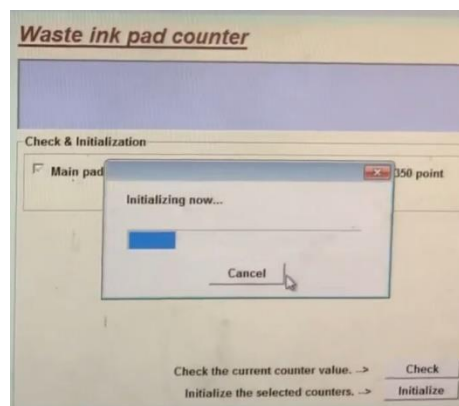 Waste ink pad counter
Check & Initialization
Main pad
350 point
Initializing now...
Cancel
Check the current counter value. -->
Check
Initialize the selected counters. -->
Initialize